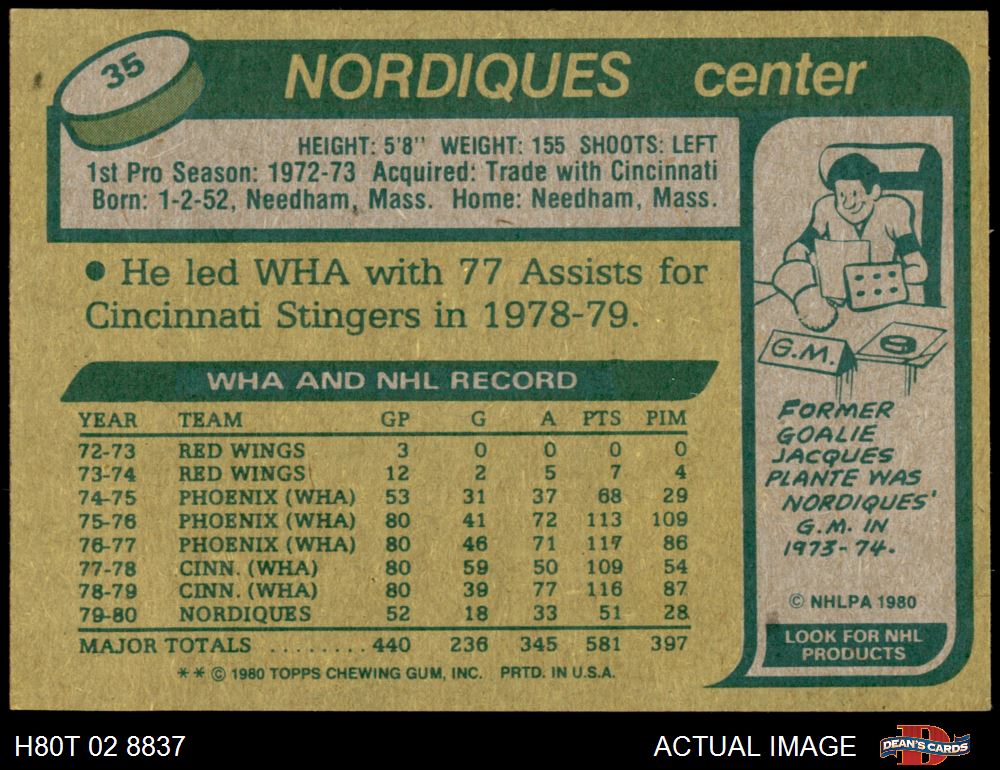 35
NORDIQUES center
HEIGHT: 5'8" WEIGHT: 155 SHOOTS: LEFT
1st Pro Season: 1972-73 Acquired: Trade with Cincinnati
Born: 1-2-52, Needham, Mass. Home: Needham, Mass.
• He led WHA with 77 Assists for
Cincinnati Stingers in 1978-79.
WHA AND NHL RECORD
YEAR TEAM GP G A PTS PIM
72-73 RED WINGS 3 0 0 0 0
73-74 RED WINGS 12 2 5 7 4
74-75 PHOENIX (WHA) 53 31 37 68 29
75-76 PHOENIX (WHA) 80 41 72 113 109
76-77 PHOENIX (WHA) 80 46 71 117 86
77-78 CINN. (WHA) 80 59 50 109 54
78-79 CINN. (WHA) 80 39 77 116 87
79-80 NORDIQUES 52 18 33 51 28
MAJOR TOTALS ........ 440 236 345 581 397
** © 1980 TOPPS CHEWING GUM, INC. PRTD. IN U.S.A.
G.M.
FORMER
GOALIE
JACQUES
PLANTE WAS
NORDIQUES'
G.M. IN
1973-74.
© NHLPA 1980
LOOK FOR NHL
PRODUCTS
H80T 02 8837 ACTUAL IMAGE
D
DEAN'S CARDS